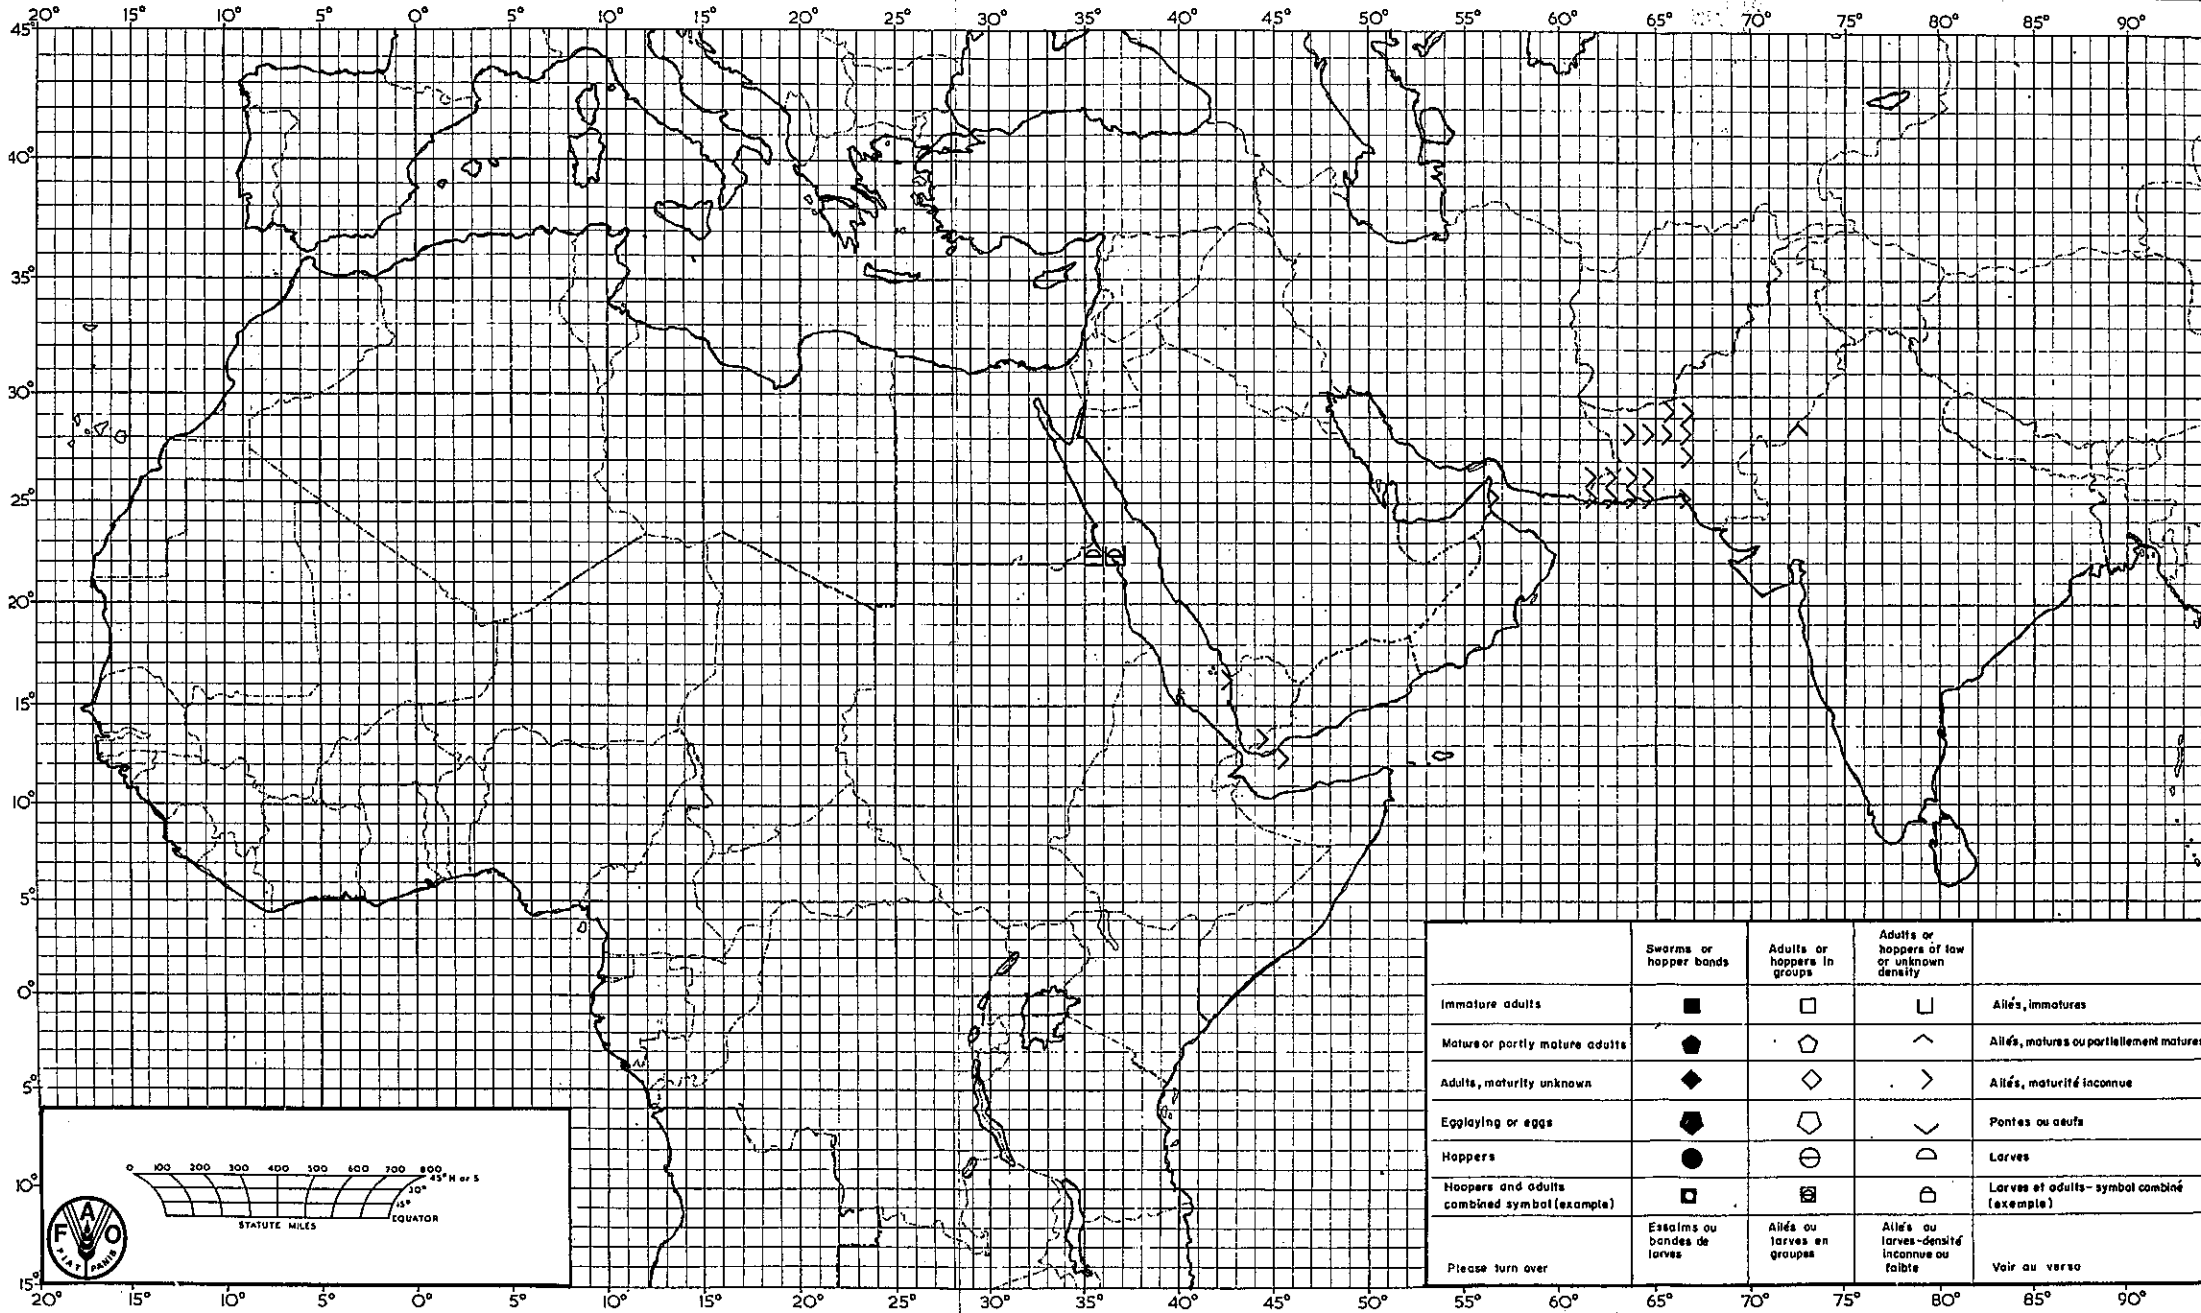 20° 15° 10° 5° 0° 5° 10° 15° 20° 25° 30° 35° 40° 45° 50° 55° 60° 65° 70° 75° 80° 85° 90°
45°
40°
35°
30°
25°
20°
15°
10°
5°
0°
5°
10°
15°
20° 15° 10° 5° 0° 5° 10° 15° 20° 25° 30° 35° 40° 45° 50° 55° 60° 65° 70° 75° 80° 85° 90°
0 100 200 300 400 500 600 700 800
45° N or S
30°
15°
EQUATOR
STATUTE MILES
F A O
FIAT PANIS
Swarms or
hopper bands
Adults or
hoppers in
groups
Adults or
hoppers of low
or unknown
density
Immature adults
Ailés, immatures
Mature or partly mature adults
Ailés, matures ou partiellement matures
Adults, maturity unknown
Ailés, maturité inconnue
Egglaying or eggs
Pontes ou oeufs
Hoppers
Larves
Hoppers and adults
combined symbol (example)
Larves et adults - symbol combiné
(exemple)
Essaims ou
bandes de
larves
Ailés ou
larves en
groupes
Ailés ou
larves-densité
inconnue ou
faible
Please turn over
Voir au verso